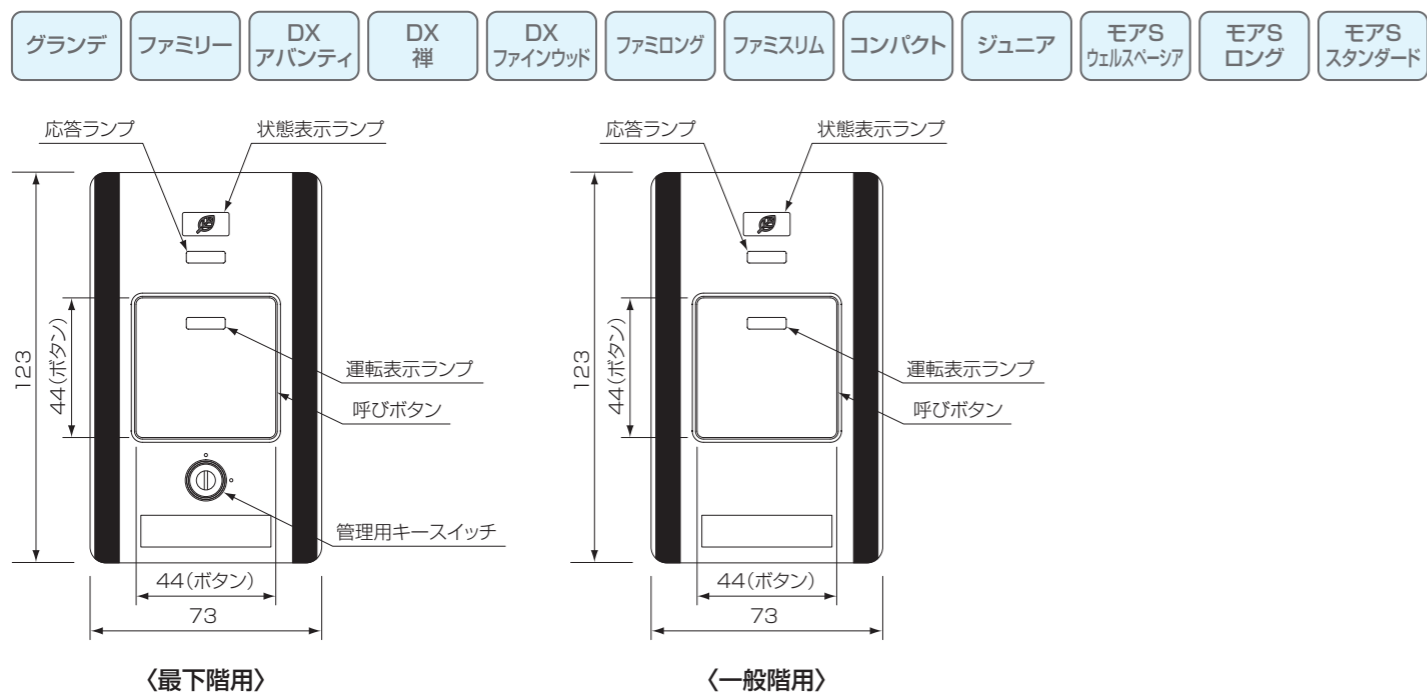 グランデ
ファミリー
DX
アバンティ
DX
禅
DX
ファインウッド
ファミロング
ファミスリム
コンパクト
ジュニア
モアS
ウェルスペーシア
モアS
ロング
モアS
スタンダード
応答ランプ
状態表示ランプ
123
44(ボタン)
運転表示ランプ
呼びボタン
管理用キースイッチ
44(ボタン)
73
〈最下階用〉
応答ランプ
状態表示ランプ
123
44(ボタン)
運転表示ランプ
呼びボタン
44(ボタン)
73
〈一般階用〉